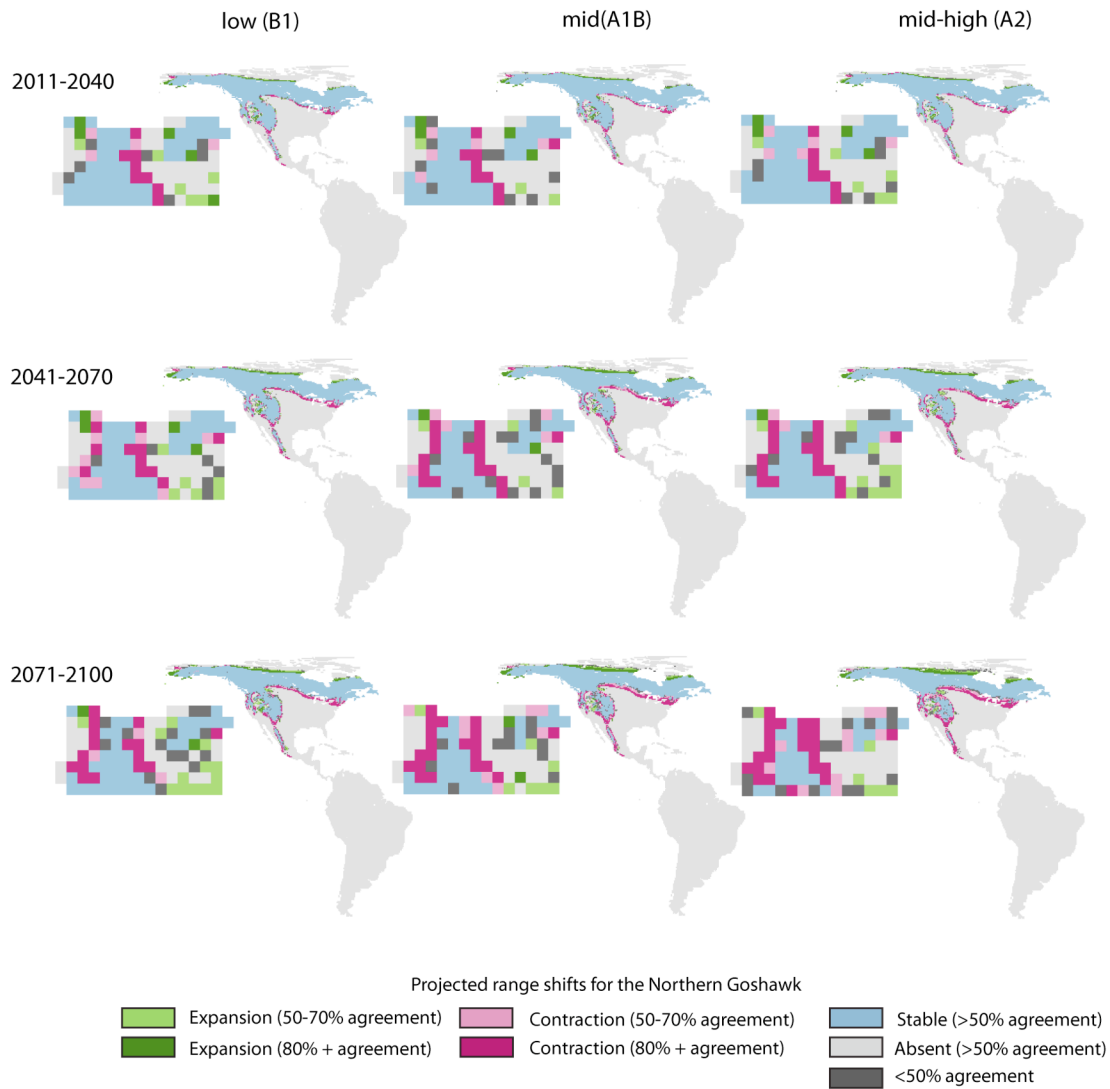 low (B1)
mid(A1B)
mid-high (A2)
2011-2040
2041-2070
2071-2100
Projected range shifts for the Northern Goshawk
Expansion (50-70% agreement)
Contraction (50-70% agreement)
Stable (>50% agreement)
Expansion (80% + agreement)
Contraction (80% + agreement)
Absent (>50% agreement)
<50% agreement